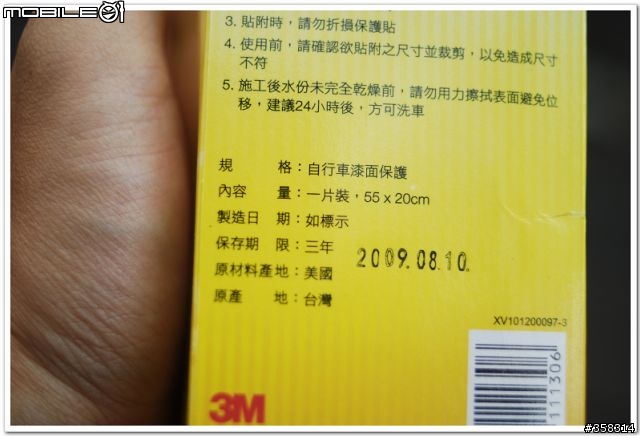 MOBILE01
3. 貼附時，請勿折損保護貼
4. 使用前，請確認欲貼附之尺寸並裁剪，以免造成尺寸
不符
5. 施工後水份未完全乾燥前，請勿用力擦拭表面避免位
移，建議24小時後，方可洗車
規 格：自行車漆面保護
內容 量：一片裝，55 x 20cm
製造日 期：如標示
保存期 限：三年
2009.08.10.
原材料產地：美國
原產 地：台灣
XV101200097-3
111306
3M
#358314